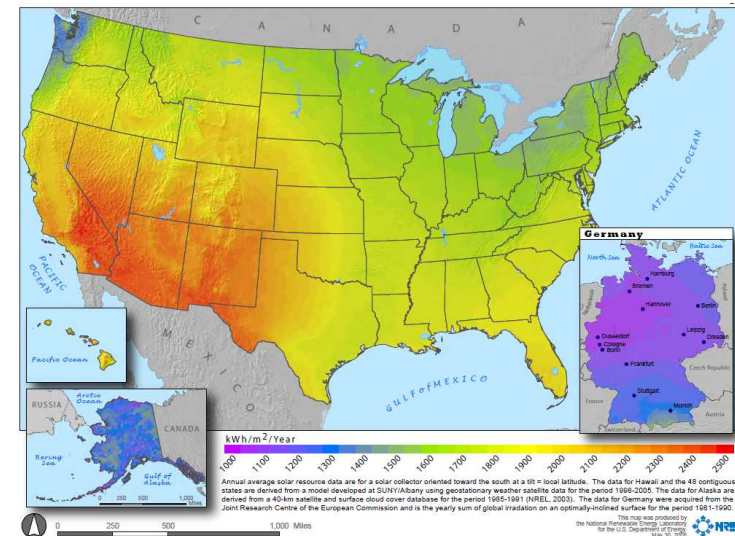 CANADA
ATLANTIC OCEAN
PACIFIC OCEAN
MEXICO
GULF of MEXICO
Pacific Ocean
RUSSIA
Arctic Ocean
CANADA
Bering Sea
Gulf of Alaska
0 250 500 1,000 Miles
Germany
North Sea
Baltic Sea
Hamburg
Bremen
Hannover
Berlin
Netherlands
Poland
Leipzig
Dresden
Dusseldorf
Cologne
Bonn
Frankfurt
Czech Republic
Stuttgart
France
Munich
Austria
Switzerland
kWh/m2/Year
1000 1100 1200 1300 1400 1500 1600 1700 1800 1900 2000 2100 2200 2300 2400 2500
Annual average solar resource data are for a solar collector oriented toward the south at a tilt = local latitude. The data for Hawaii and the 48 contiguous
states are derived from a model developed at SUNY/Albany using geostationary weather satellite data for the period 1998-2005. The data for Alaska are
derived from a 40-km satellite and surface cloud cover database for the period 1985-1991 (NREL, 2003). The data for Germany were acquired from the
Joint Research Centre of the European Commission and is the yearly sum of global irradiation on an optimally-inclined surface for the period 1981-1990.
This map was produced by
the National Renewable Energy Laboratory
for the U.S. Department of Energy.
0 250 500 1,000 Miles